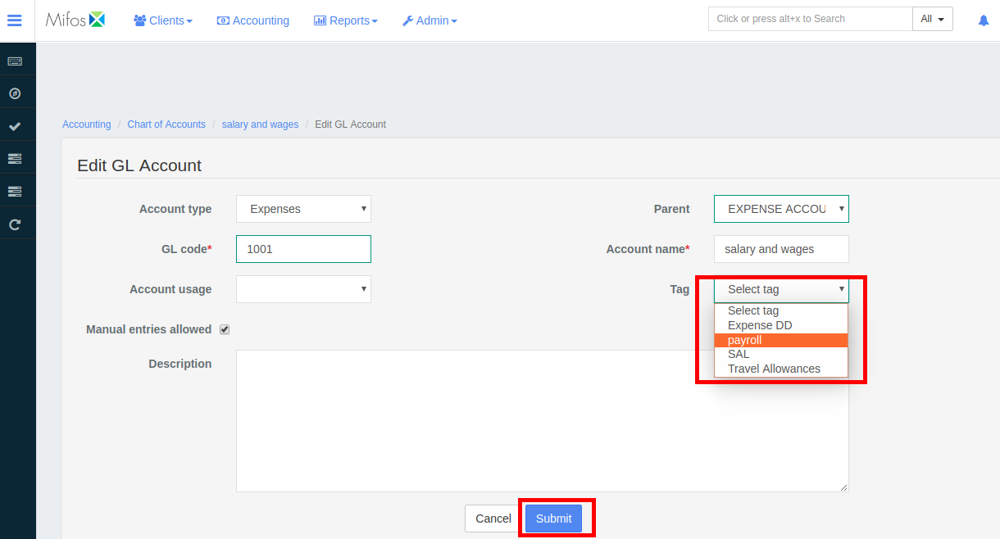 Mifos Clients Accounting Reports Admin Click or press alt+x to Search All
Accounting / Chart of Accounts / salary and wages / Edit GL Account
Edit GL Account
Account type Expenses Parent EXPENSE ACCOU
GL code* 1001 Account name* salary and wages
Account usage Tag Select tag
Select tag
Expense DD
Manual entries allowed
payroll
SAL
Description
Travel Allowances
Cancel Submit